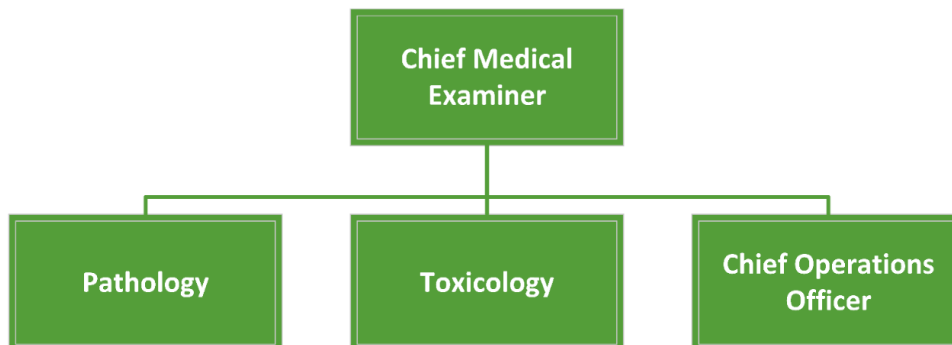 Chief Medical
Examiner
Pathology
Toxicology
Chief Operations
Officer